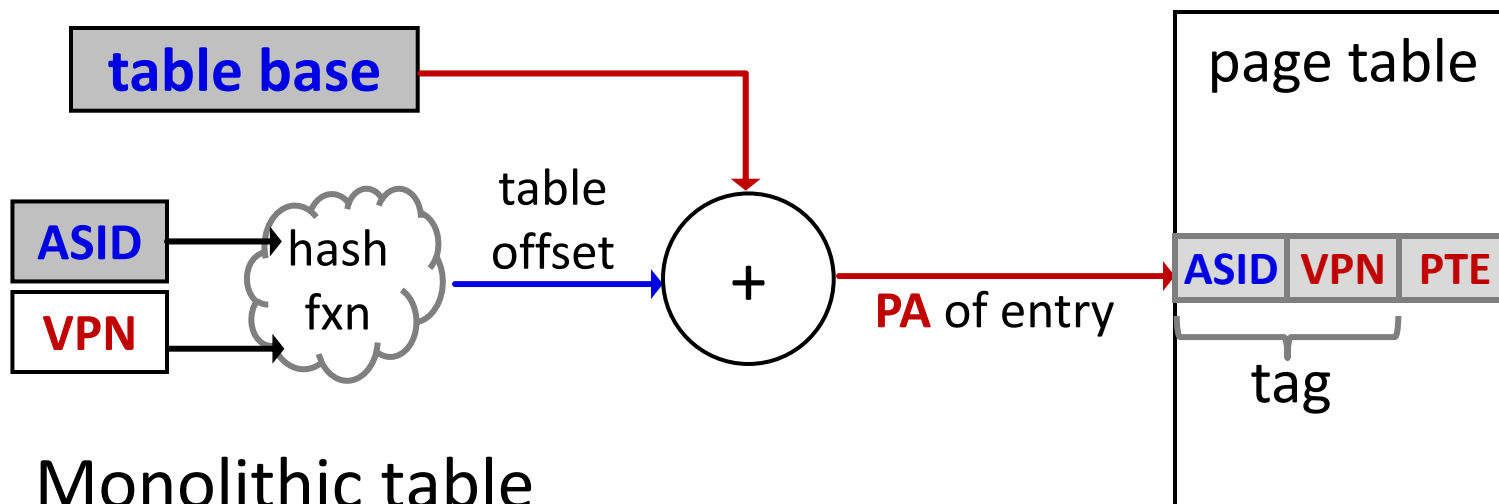 table base
page table
table
offset
ASID
hash
fxn
VPN
+
PA of entry
ASID VPN PTE
tag
Monolithic table